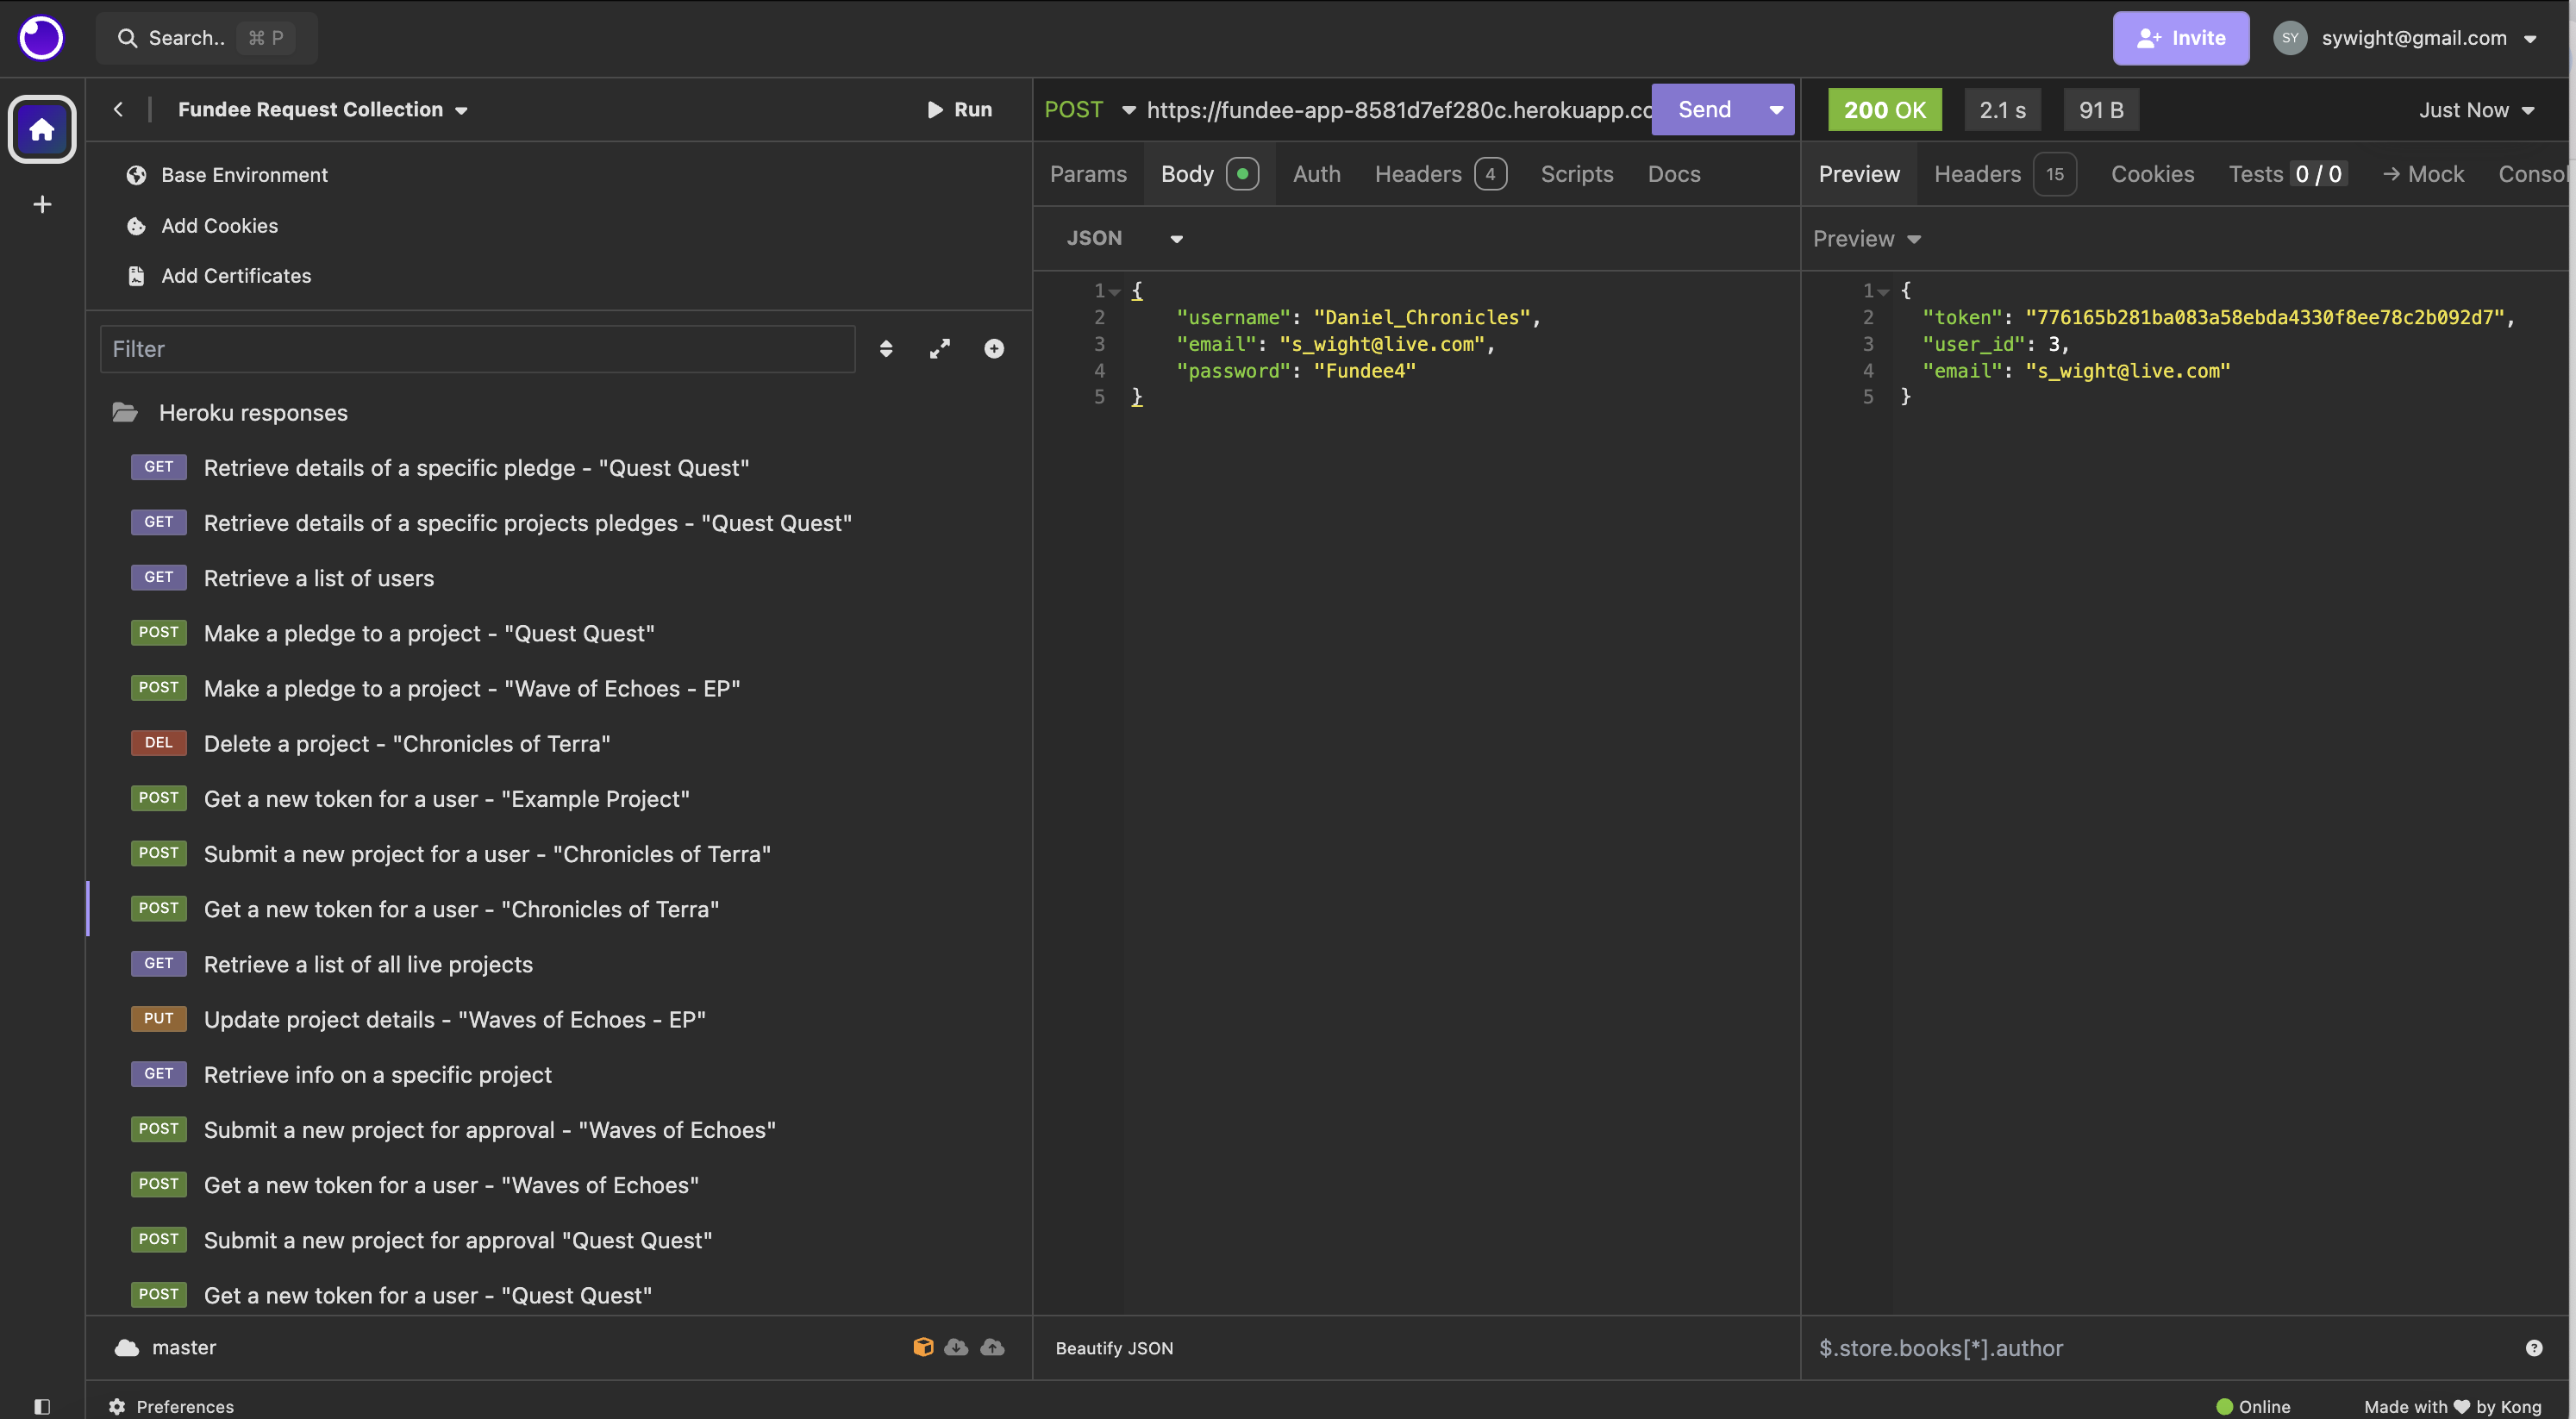 Search.. ⌘ P
Invite
SY sywight@gmail.com
Fundee Request Collection
Run
Base Environment
Add Cookies
Add Certificates
Filter
Heroku responses
GET Retrieve details of a specific pledge - "Quest Quest"
GET Retrieve details of a specific projects pledges - "Quest Quest"
GET Retrieve a list of users
POST Make a pledge to a project - "Quest Quest"
POST Make a pledge to a project - "Wave of Echoes - EP"
DEL Delete a project - "Chronicles of Terra"
POST Get a new token for a user - "Example Project"
POST Submit a new project for a user - "Chronicles of Terra"
POST Get a new token for a user - "Chronicles of Terra"
GET Retrieve a list of all live projects
PUT Update project details - "Waves of Echoes - EP"
GET Retrieve info on a specific project
POST Submit a new project for approval - "Waves of Echoes"
POST Get a new token for a user - "Waves of Echoes"
POST Submit a new project for approval "Quest Quest"
POST Get a new token for a user - "Quest Quest"
master
Preferences
POST https://fundee-app-8581d7ef280c.herokuapp.cc Send
Params Body Auth Headers 4 Scripts Docs
JSON
1 {
2 "username": "Daniel_Chronicles",
3 "email": "s_wight@live.com",
4 "password": "Fundee4"
5 }
Beautify JSON
200 OK 2.1 s 91 B Just Now
Preview Headers 15 Cookies Tests 0 / 0 → Mock Consol
Preview
1 {
2 "token": "776165b281ba083a58ebda4330f8ee78c2b092d7",
3 "user_id": 3,
4 "email": "s_wight@live.com"
5 }
$.store.books[*].author
Online
Made with ♥ by Kong